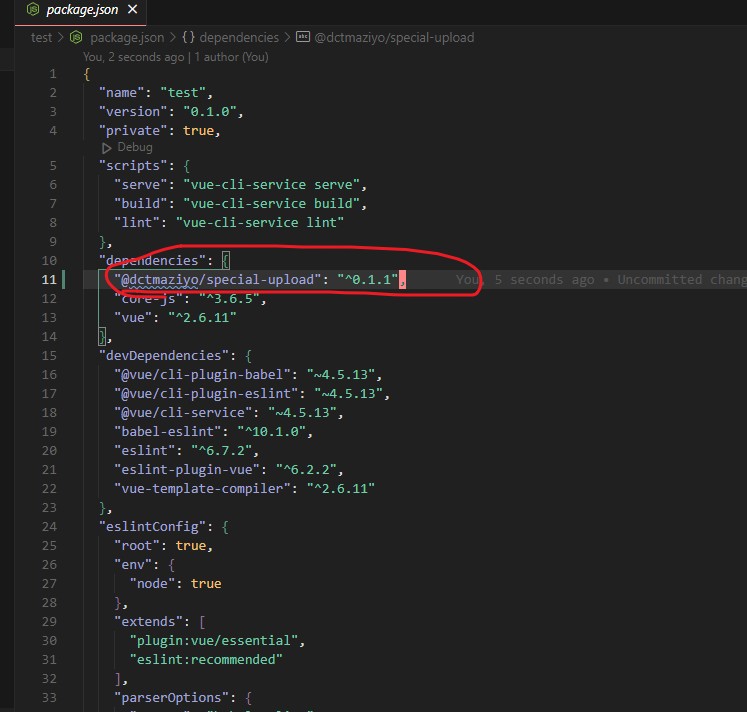 package.json
test > package.json > {} dependencies > @dctmaziyo/special-upload
You, 2 seconds ago | 1 author (You)
1 {
2 "name": "test",
3 "version": "0.1.0",
4 "private": true,
Debug
5 "scripts": {
6 "serve": "vue-cli-service serve",
7 "build": "vue-cli-service build",
8 "lint": "vue-cli-service lint"
9 },
10 "dependencies": {
11 "@dctmaziyo/special-upload": "^0.1.1", You, 5 seconds ago • Uncommitted chang
12 "core-js": "^3.6.5",
13 "vue": "^2.6.11"
14 },
15 "devDependencies": {
16 "@vue/cli-plugin-babel": "~4.5.13",
17 "@vue/cli-plugin-eslint": "~4.5.13",
18 "@vue/cli-service": "~4.5.13",
19 "babel-eslint": "^10.1.0",
20 "eslint": "^6.7.2",
21 "eslint-plugin-vue": "^6.2.2",
22 "vue-template-compiler": "^2.6.11"
23 },
24 "eslintConfig": {
25 "root": true,
26 "env": {
27 "node": true
28 },
29 "extends": [
30 "plugin:vue/essential",
31 "eslint:recommended"
32 ],
33 "parserOptions": {